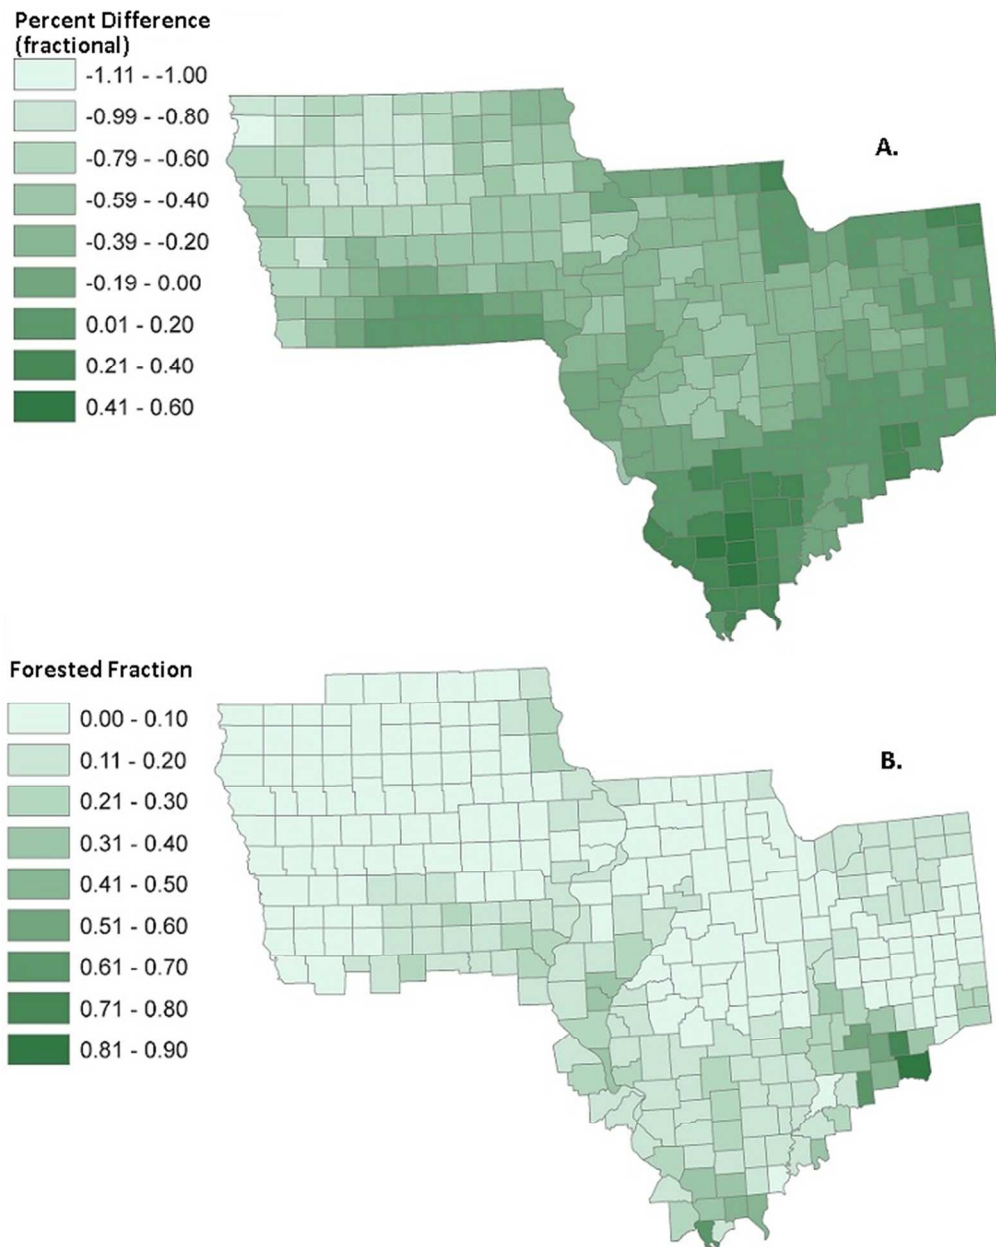 Percent Difference
(fractional)
-1.11 - -1.00
-0.99 - -0.80
-0.79 - -0.60
-0.59 - -0.40
-0.39 - -0.20
-0.19 - 0.00
0.01 - 0.20
0.21 - 0.40
0.41 - 0.60
A.
Forested Fraction
0.00 - 0.10
0.11 - 0.20
0.21 - 0.30
0.31 - 0.40
0.41 - 0.50
0.51 - 0.60
0.61 - 0.70
0.71 - 0.80
0.81 - 0.90
B.